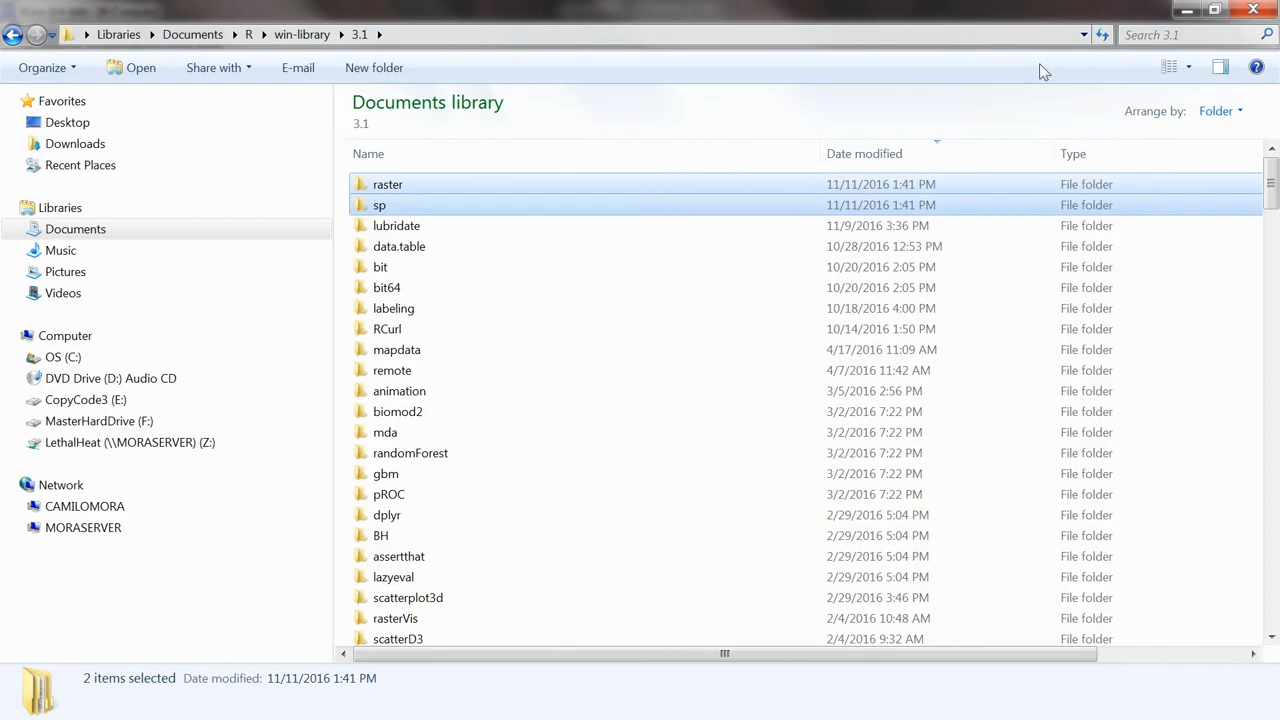 Libraries Documents R win-library 3.1 Search 3.1
Organize Open Share with E-mail New folder
Favorites
Desktop
Downloads
Recent Places
Libraries
Documents
Music
Pictures
Videos
Computer
OS (C:)
DVD Drive (D:) Audio CD
CopyCode3 (E:)
MasterHardDrive (F:)
LethalHeat (\\MORASERVER) (Z:)
Network
CAMILOMORA
MORASERVER
Documents library
3.1
Arrange by: Folder
Name Date modified Type
raster 11/11/2016 1:41 PM File folder
sp 11/11/2016 1:41 PM File folder
lubridate 11/9/2016 3:36 PM File folder
data.table 10/28/2016 12:53 PM File folder
bit 10/20/2016 2:05 PM File folder
bit64 10/20/2016 2:05 PM File folder
labeling 10/18/2016 4:00 PM File folder
RCurl 10/14/2016 1:50 PM File folder
mapdata 4/17/2016 11:09 AM File folder
remote 4/7/2016 11:42 AM File folder
animation 3/5/2016 2:56 PM File folder
biomod2 3/2/2016 7:22 PM File folder
mda 3/2/2016 7:22 PM File folder
randomForest 3/2/2016 7:22 PM File folder
gbm 3/2/2016 7:22 PM File folder
pROC 3/2/2016 7:22 PM File folder
dplyr 2/29/2016 5:04 PM File folder
BH 2/29/2016 5:04 PM File folder
assertthat 2/29/2016 5:04 PM File folder
lazyeval 2/29/2016 5:04 PM File folder
scatterplot3d 2/29/2016 3:46 PM File folder
rasterVis 2/4/2016 10:48 AM File folder
scatterD3 2/4/2016 9:32 AM File folder
2 items selected Date modified: 11/11/2016 1:41 PM